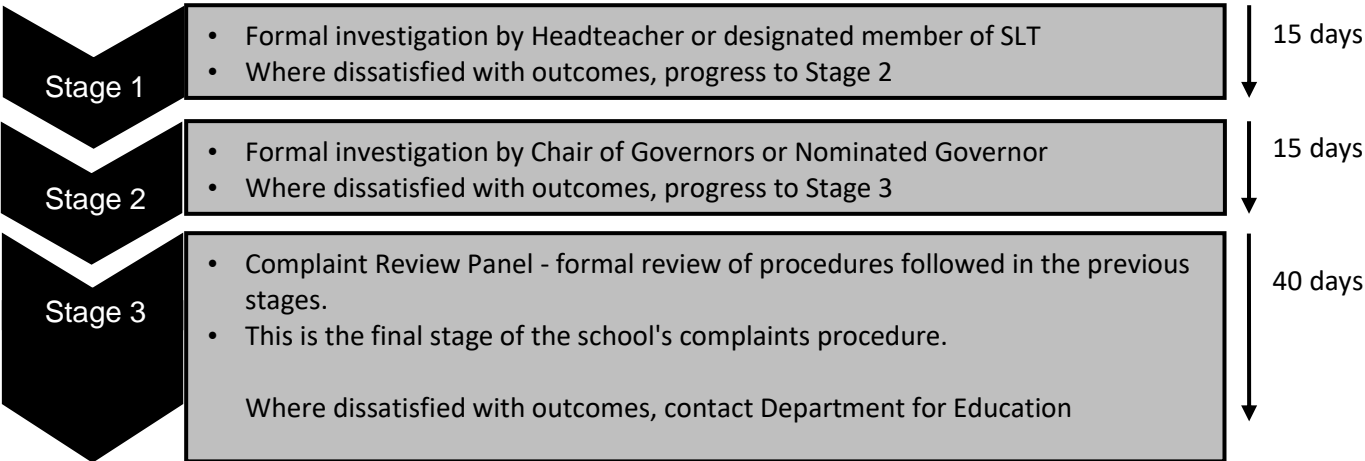 Stage 1
• Formal investigation by Headteacher or designated member of SLT
• Where dissatisfied with outcomes, progress to Stage 2
15 days
Stage 2
• Formal investigation by Chair of Governors or Nominated Governor
• Where dissatisfied with outcomes, progress to Stage 3
15 days
Stage 3
• Complaint Review Panel - formal review of procedures followed in the previous
stages.
• This is the final stage of the school's complaints procedure.
Where dissatisfied with outcomes, contact Department for Education
40 days